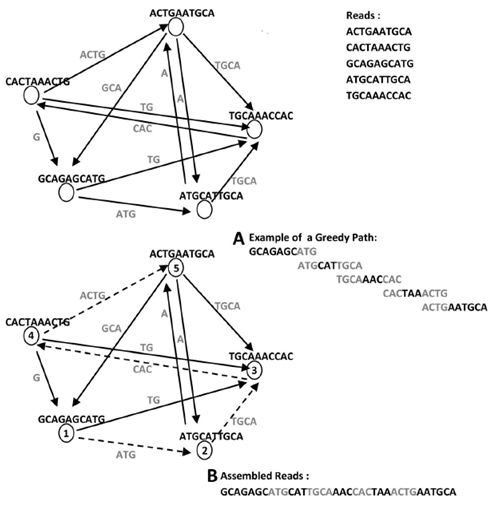 ACTGAATGCA
Reads :
ACTGAATGCA
CACTAAACTG
GCAGAGCATG
ATGCATTGCA
TGCAAACCAC
ACTG
TGCA
A
CACTAAACTG
GCA
A
TG
TGCAAACCAC
CAC
G
TG
GCAGAGCATG
TGCA
ATGCATTGCA
ATG
A Example of a Greedy Path:
GCAGAGCATG
ATGCATTGCA
TGCAAACCAC
CACTAAACTG
ACTGAATGCA
ACTGAATGCA
5
ACTG
TGCA
A
CACTAAACTG
GCA
4
A
TG
TGCAAACCAC
CAC
3
G
TG
GCAGAGCATG
TGCA
1
ATGCATTGCA
2
ATG
B Assembled Reads :
GCAGAGCATGCATTGCAAACCACTAAACTGAATGCA